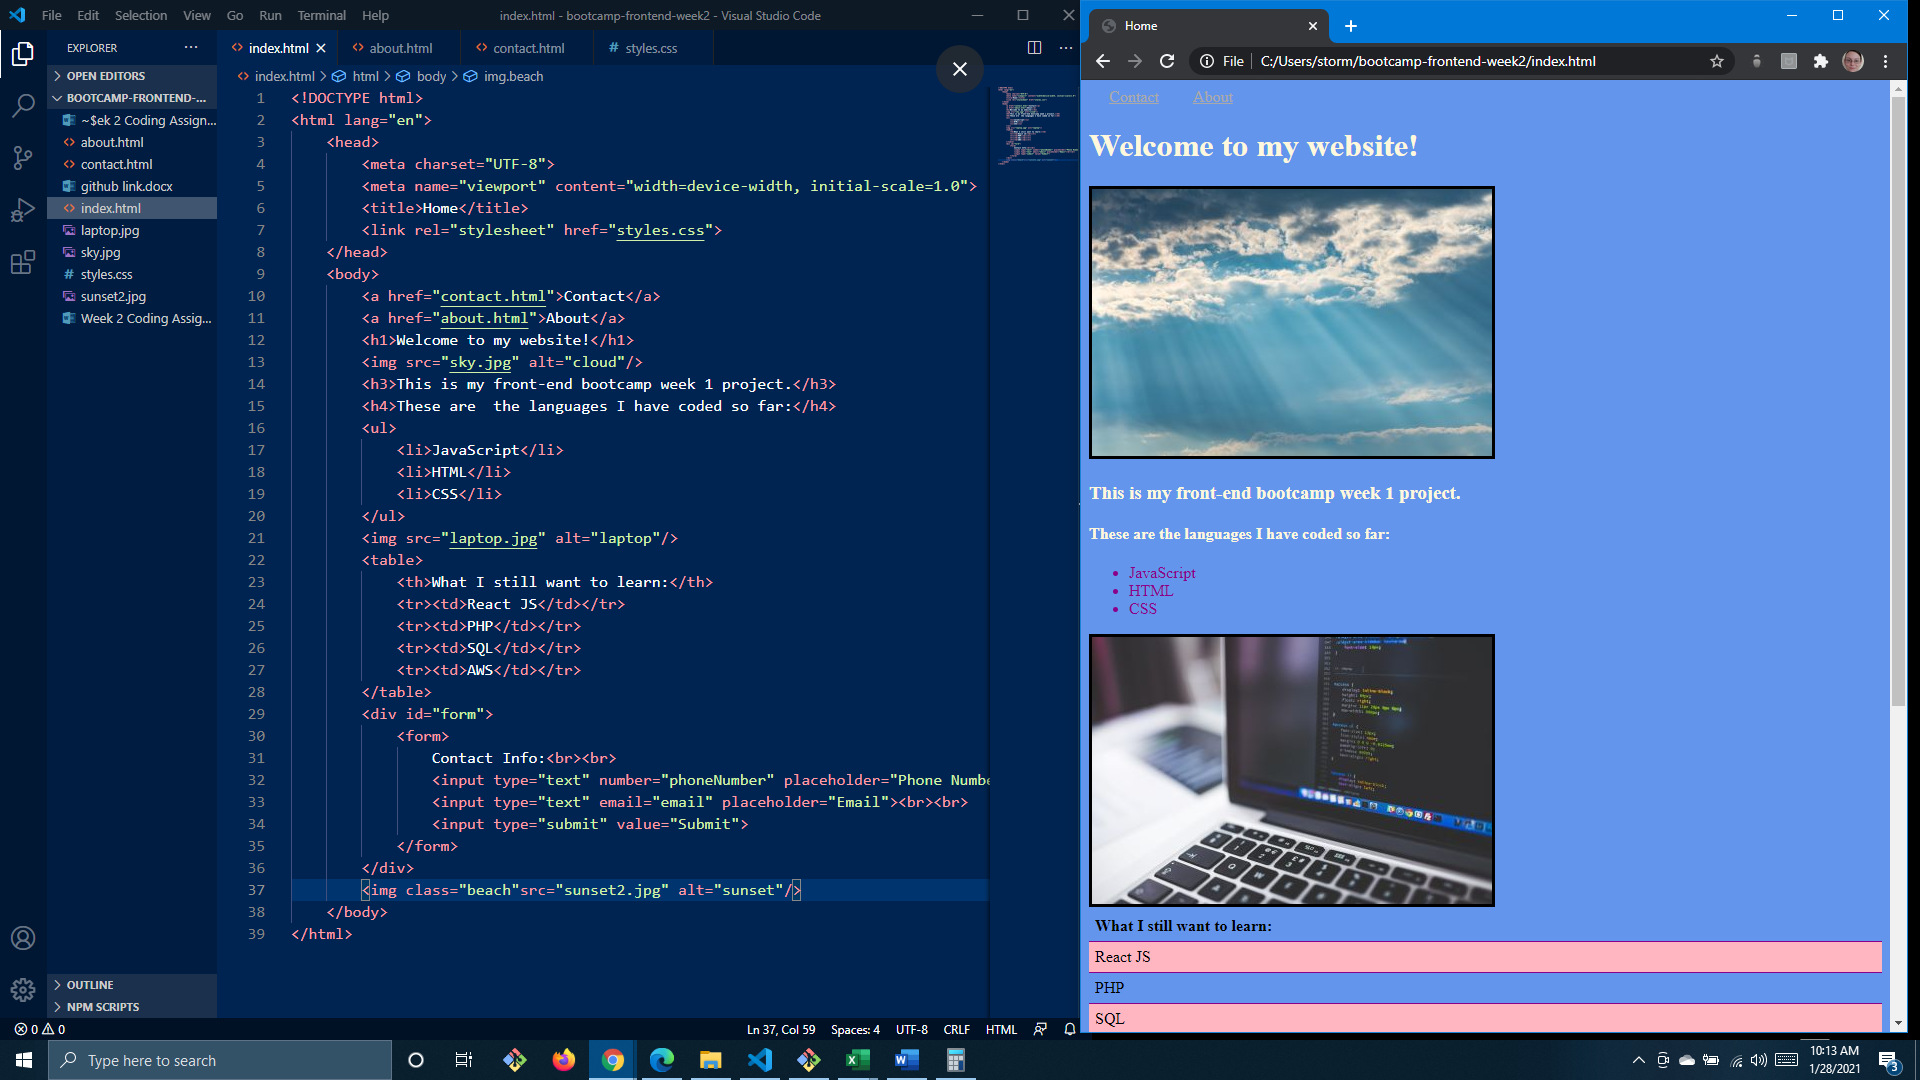 File Edit Selection View Go Run Terminal Help
index.html - bootcamp-frontend-week2 - Visual Studio Code
EXPLORER
OPEN EDITORS
BOOTCAMP-FRONTEND-...
~$ek 2 Coding Assign...
about.html
contact.html
github link.docx
index.html
laptop.jpg
sky.jpg
styles.css
sunset2.jpg
Week 2 Coding Assig...
OUTLINE
NPM SCRIPTS
index.html about.html contact.html styles.css
index.html > html > body > img.beach
1 <!DOCTYPE html>
2 <html lang="en">
3 <head>
4 <meta charset="UTF-8">
5 <meta name="viewport" content="width=device-width, initial-scale=1.0">
6 <title>Home</title>
7 <link rel="stylesheet" href="styles.css">
8 </head>
9 <body>
10 <a href="contact.html">Contact</a>
11 <a href="about.html">About</a>
12 <h1>Welcome to my website!</h1>
13 <img src="sky.jpg" alt="cloud"/>
14 <h3>This is my front-end bootcamp week 1 project.</h3>
15 <h4>These are  the languages I have coded so far:</h4>
16 <ul>
17 <li>JavaScript</li>
18 <li>HTML</li>
19 <li>CSS</li>
20 </ul>
21 <img src="laptop.jpg" alt="laptop"/>
22 <table>
23 <th>What I still want to learn:</th>
24 <tr><td>React JS</td></tr>
25 <tr><td>PHP</td></tr>
26 <tr><td>SQL</td></tr>
27 <tr><td>AWS</td></tr>
28 </table>
29 <div id="form">
30 <form>
31 Contact Info:<br><br>
32 <input type="text" number="phoneNumber" placeholder="Phone Numbe
33 <input type="text" email="email" placeholder="Email"><br><br>
34 <input type="submit" value="Submit">
35 </form>
36 </div>
37 <img class="beach"src="sunset2.jpg" alt="sunset"/>
38 </body>
39 </html>
0 0
Ln 37, Col 59 Spaces: 4 UTF-8 CRLF HTML
Home
File C:/Users/storm/bootcamp-frontend-week2/index.html
Contact About
Welcome to my website!
This is my front-end bootcamp week 1 project.
These are the languages I have coded so far:
JavaScript
HTML
CSS
What I still want to learn:
React JS
PHP
SQL
Type here to search
10:13 AM
1/28/2021
3